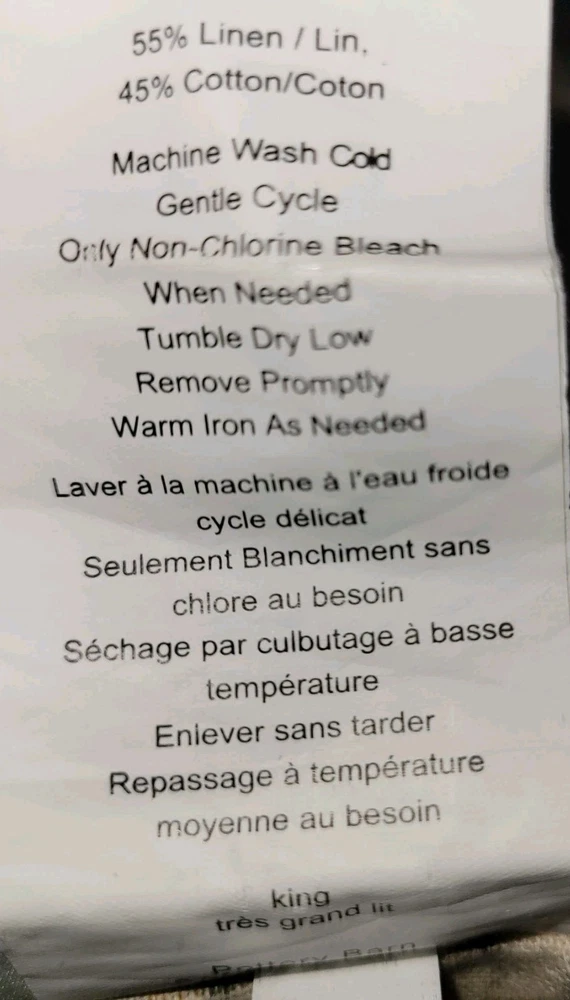 55% Linen / Lin,
45% Cotton/Coton
Machine Wash Cold
Gentle Cycle
Only Non-Chlorine Bleach
When Needed
Tumble Dry Low
Remove Promptly
Warm Iron As Needed
Laver à la machine à l'eau froide
cycle délicat
Seulement Blanchiment sans
chlore au besoin
Séchage par culbutage à basse
température
Enlever sans tarder
Repassage à température
moyenne au besoin
king
très grand lit
Pottery Barn